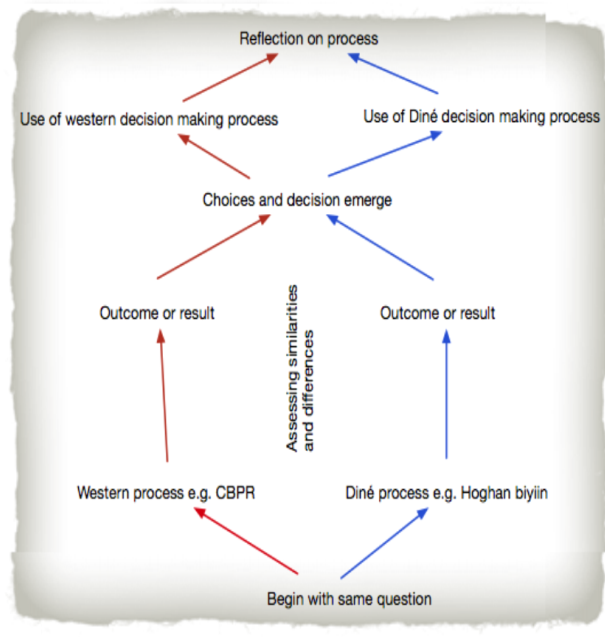 Reflection on process
Use of western decision making process
Use of Diné decision making process
Choices and decision emerge
Outcome or result
Outcome or result
Assessing similarities
and differences
Western process e.g. CBPR
Diné process e.g. Hoghan biyiin
Begin with same question